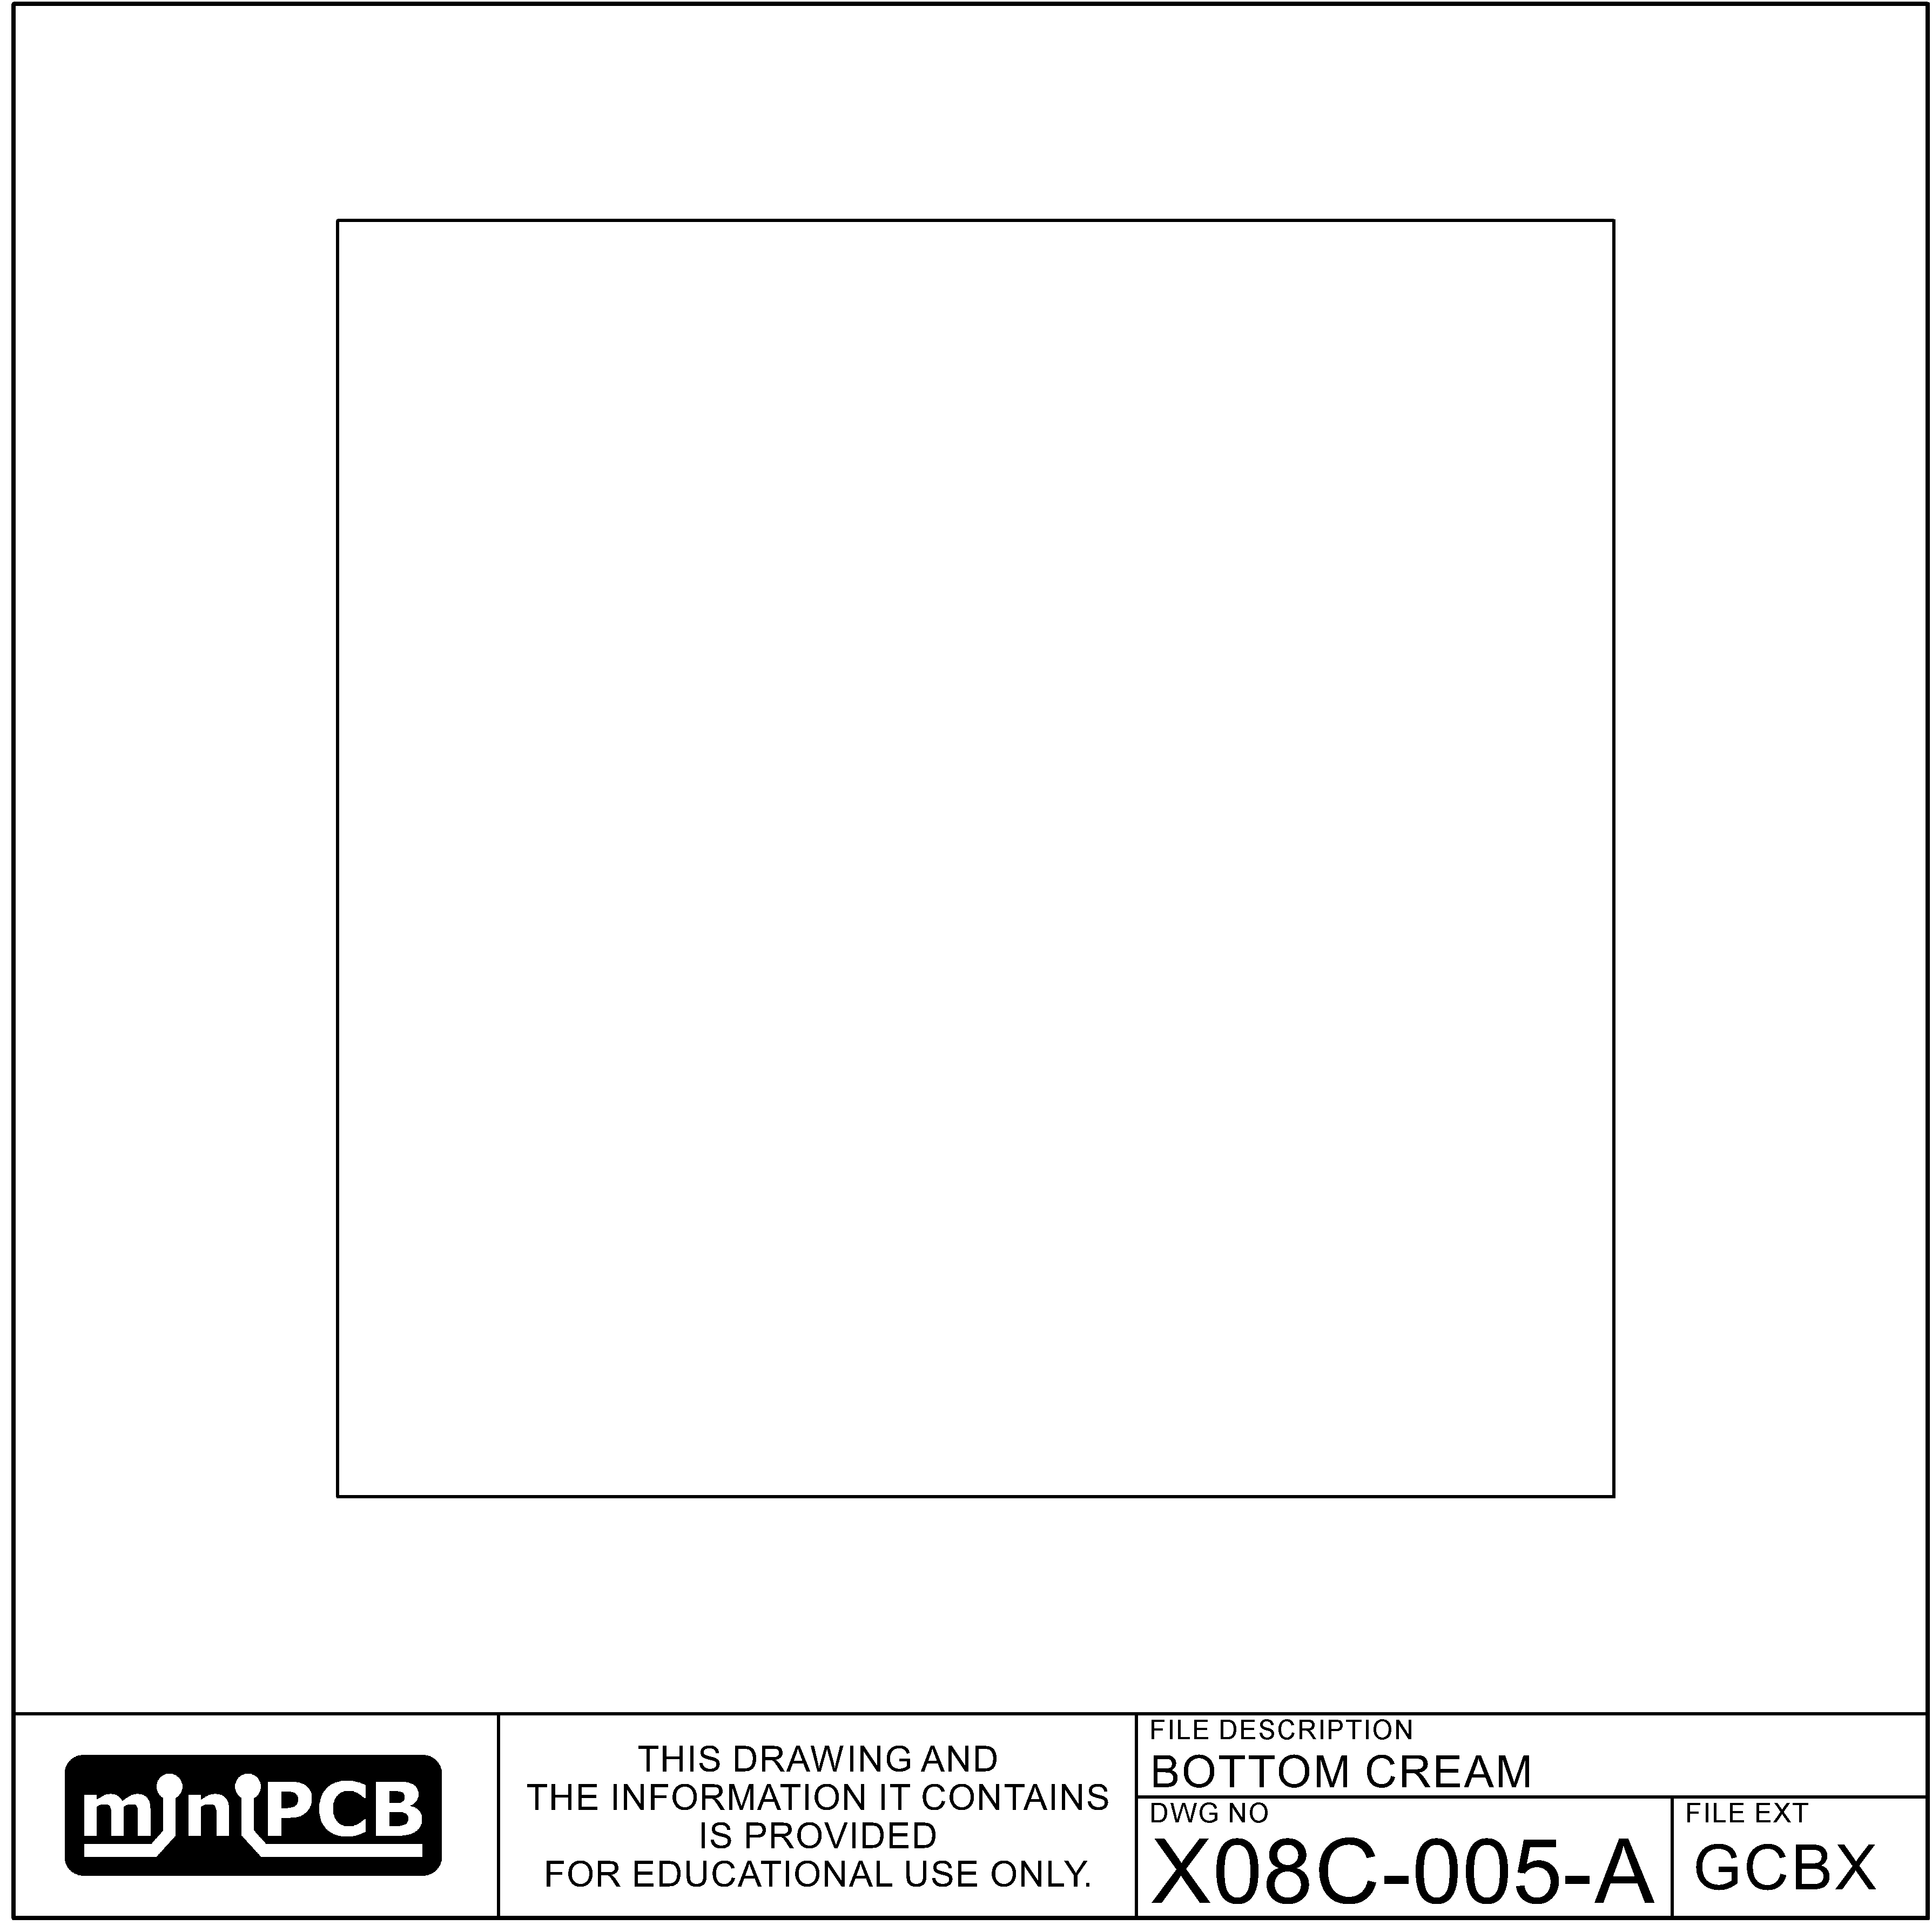 miniPCB
THIS DRAWING AND
THE INFORMATION IT CONTAINS
IS PROVIDED
FOR EDUCATIONAL USE ONLY.
FILE DESCRIPTION
BOTTOM CREAM
DWG NO
X08C-005-A
FILE EXT
GCBX